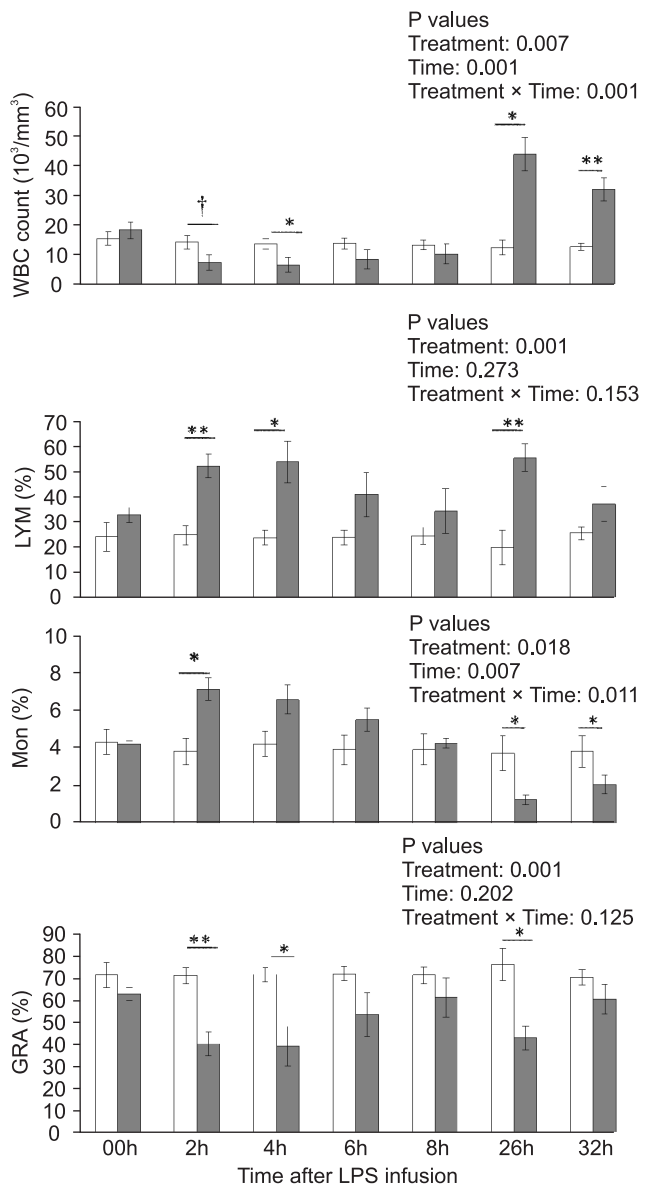 P values
Treatment: 0.007
Time: 0.001
Treatment × Time: 0.001
WBC count (10³/mm³)
60
50
40
30
20
10
0
†
*
*
**
P values
Treatment: 0.001
Time: 0.273
Treatment × Time: 0.153
LYM (%)
70
60
50
40
30
20
10
0
**
*
**
P values
Treatment: 0.018
Time: 0.007
Treatment × Time: 0.011
Mon (%)
10
8
6
4
2
0
*
*
*
P values
Treatment: 0.001
Time: 0.202
Treatment × Time: 0.125
GRA (%)
90
80
70
60
50
40
30
20
10
0
**
*
*
00h 2h 4h 6h 8h 26h 32h
Time after LPS infusion